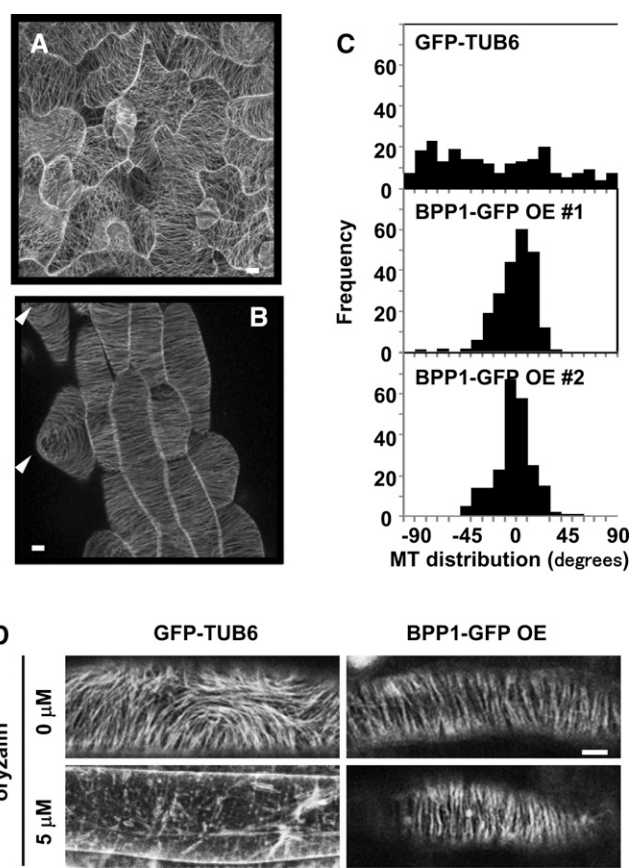 A
B
C
GFP-TUB6
60
40
20
0
BPP1-GFP OE #1
60
40
20
0
BPP1-GFP OE #2
60
40
20
0
Frequency
-90 -45 0 45 90
MT distribution (degrees)
D
GFP-TUB6 BPP1-GFP OE
oryzalin
0 μM
5 μM